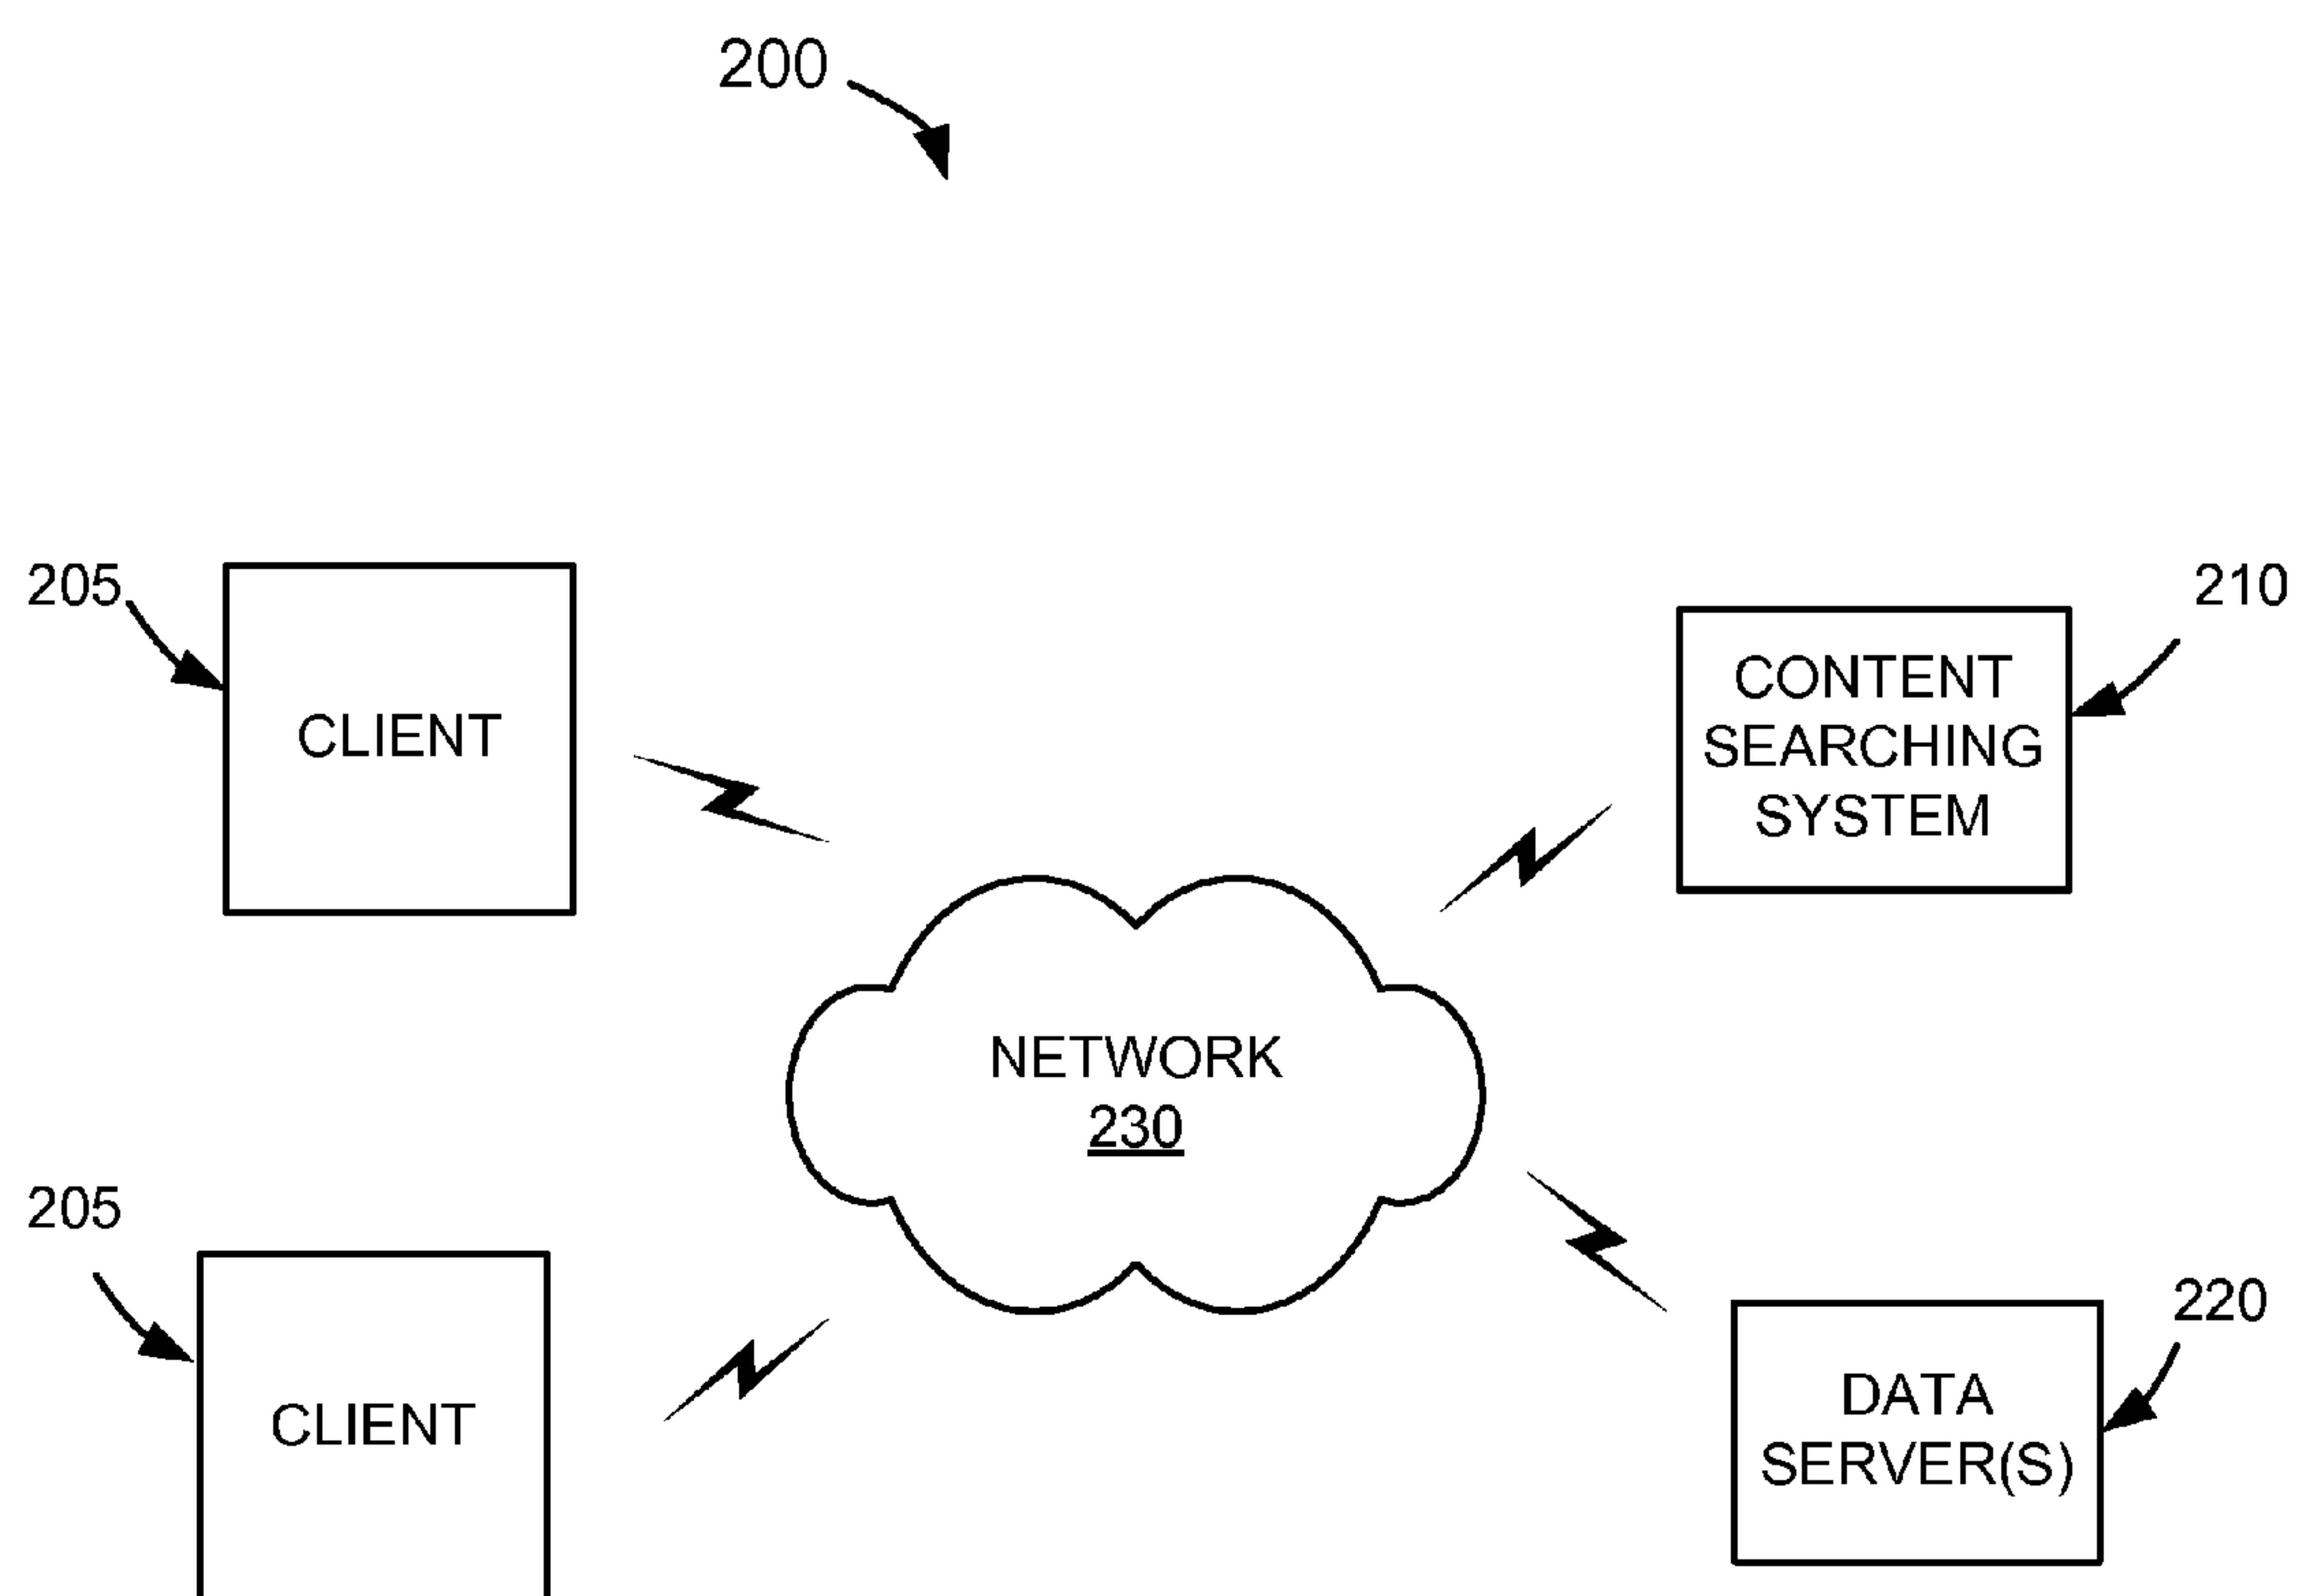 200
205
CLIENT
210
CONTENT
SEARCHING
SYSTEM
NETWORK
230
205
CLIENT
220
DATA
SERVER(S)